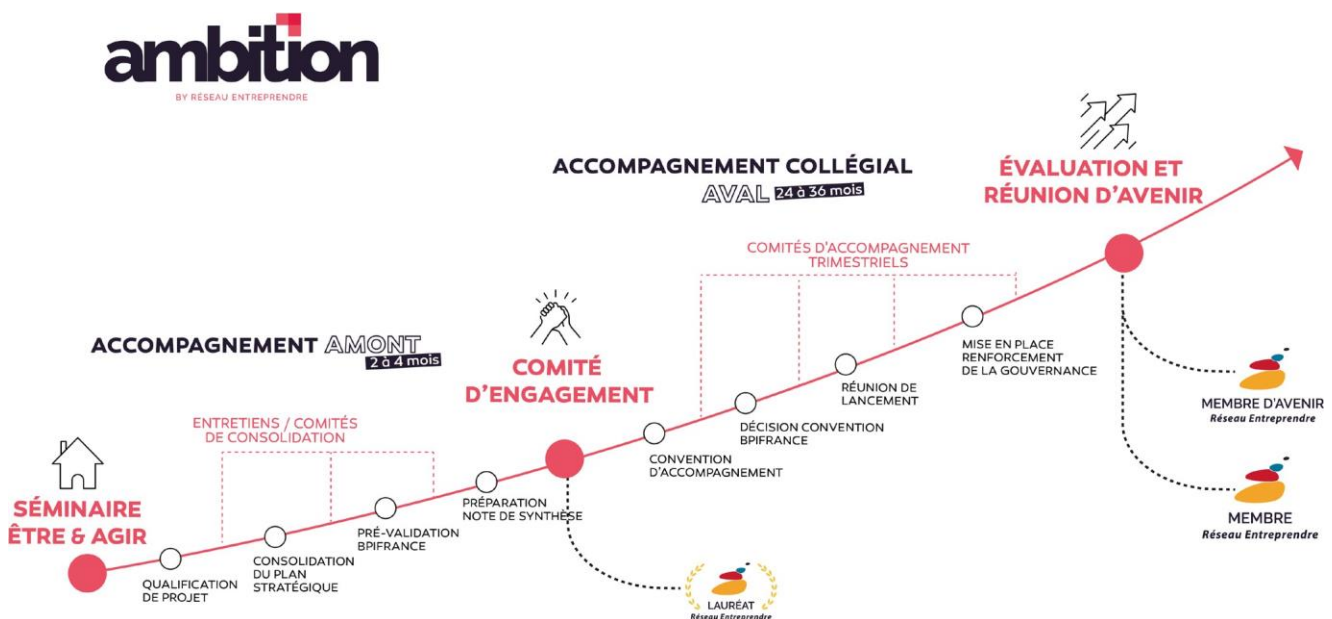 ambition
BY RÉSEAU ENTREPRENDRE
ACCOMPAGNEMENT COLLÉGIAL
AVAL 24 à 36 mois
ÉVALUATION ET
RÉUNION D'AVENIR
COMITÉS D'ACCOMPAGNEMENT
TRIMESTRIELS
ACCOMPAGNEMENT AMONT
2 à 4 mois
COMITÉ
D'ENGAGEMENT
MISE EN PLACE
RENFORCEMENT
DE LA GOUVERNANCE
RÉUNION DE
LANCEMENT
MEMBRE D'AVENIR
Réseau Entreprendre
ENTRETIENS / COMITÉS
DE CONSOLIDATION
DÉCISION CONVENTION
BPIFRANCE
CONVENTION
D'ACCOMPAGNEMENT
SÉMINAIRE
ÊTRE & AGIR
PRÉPARATION
NOTE DE SYNTHÈSE
MEMBRE
Réseau Entreprendre
PRÉ-VALIDATION
BPIFRANCE
CONSOLIDATION
DU PLAN
STRATÉGIQUE
QUALIFICATION
DE PROJET
LAURÉAT
Réseau Entreprendre